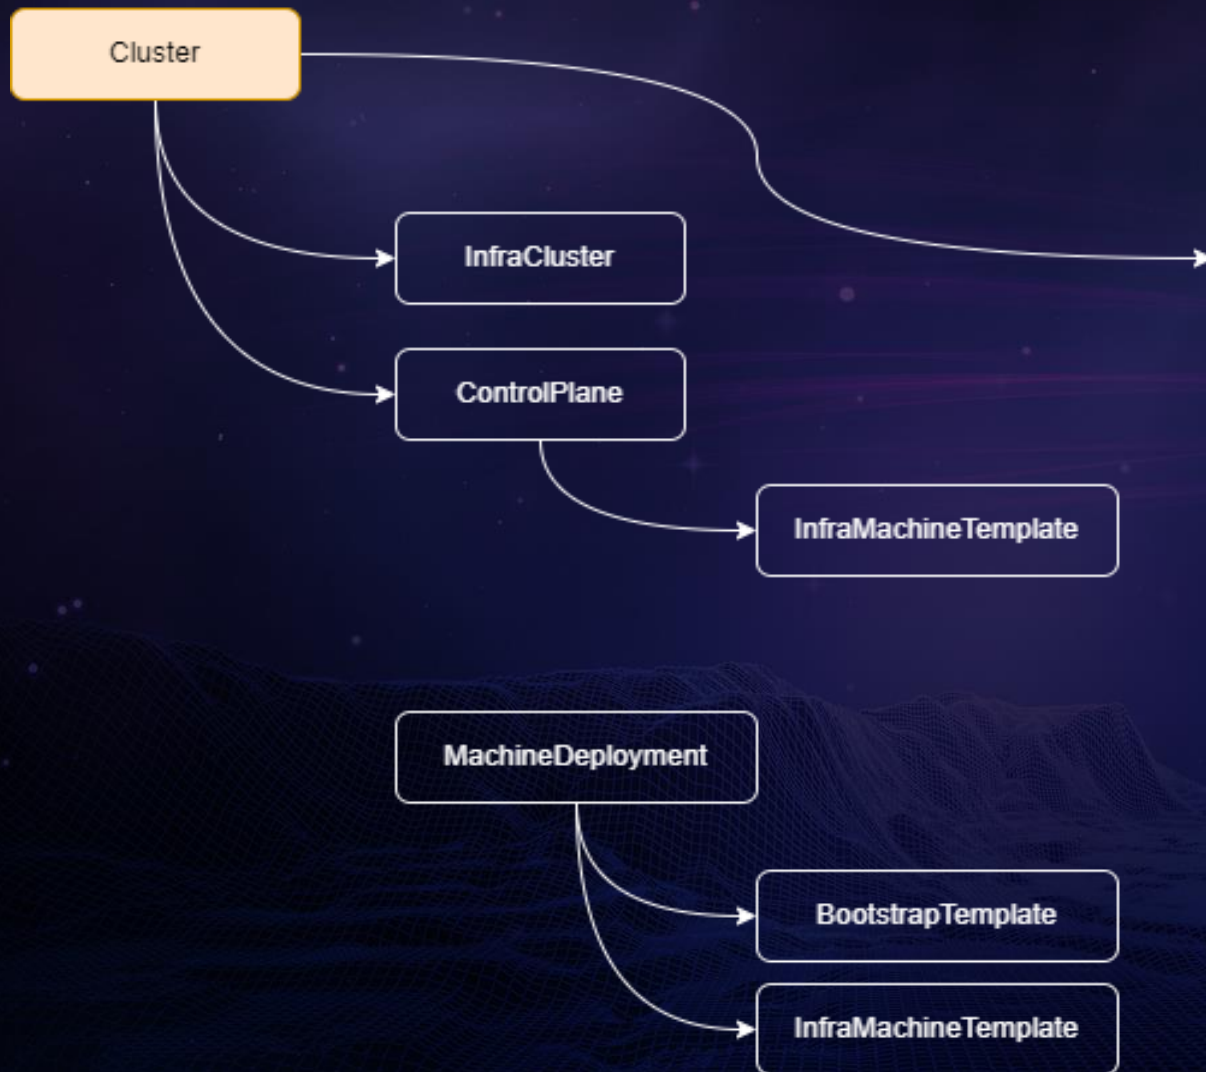 Cluster
InfraCluster
ControlPlane
InfraMachineTemplate
MachineDeployment
BootstrapTemplate
InfraMachineTemplate